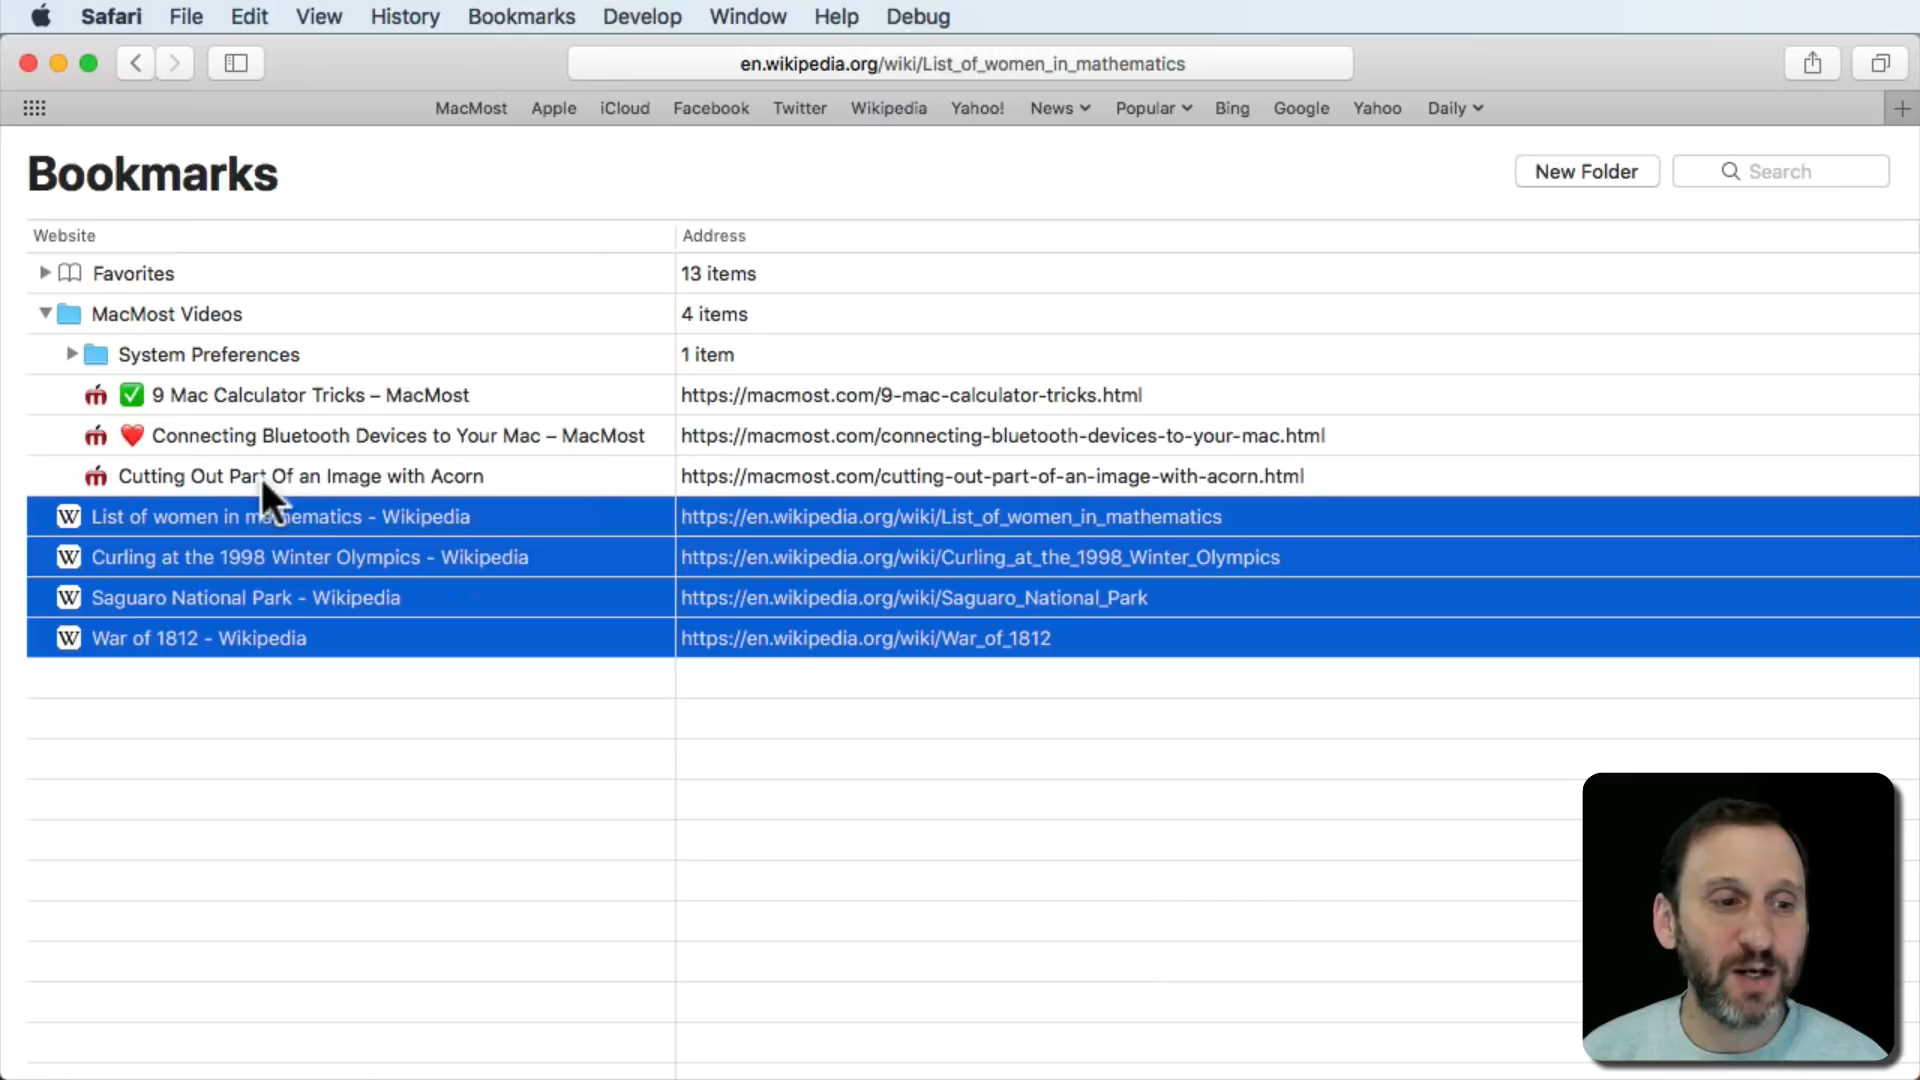 Safari File Edit View History Bookmarks Develop Window Help Debug
en.wikipedia.org/wiki/List_of_women_in_mathematics
MacMost Apple iCloud Facebook Twitter Wikipedia Yahoo! News Popular Bing Google Yahoo Daily
Bookmarks
New Folder
Search
Website Address
Favorites 13 items
MacMost Videos 4 items
System Preferences 1 item
✅ 9 Mac Calculator Tricks – MacMost https://macmost.com/9-mac-calculator-tricks.html
❤️ Connecting Bluetooth Devices to Your Mac – MacMost https://macmost.com/connecting-bluetooth-devices-to-your-mac.html
Cutting Out Part Of an Image with Acorn https://macmost.com/cutting-out-part-of-an-image-with-acorn.html
W List of women in mathematics - Wikipedia https://en.wikipedia.org/wiki/List_of_women_in_mathematics
W Curling at the 1998 Winter Olympics - Wikipedia https://en.wikipedia.org/wiki/Curling_at_the_1998_Winter_Olympics
W Saguaro National Park - Wikipedia https://en.wikipedia.org/wiki/Saguaro_National_Park
W War of 1812 - Wikipedia https://en.wikipedia.org/wiki/War_of_1812